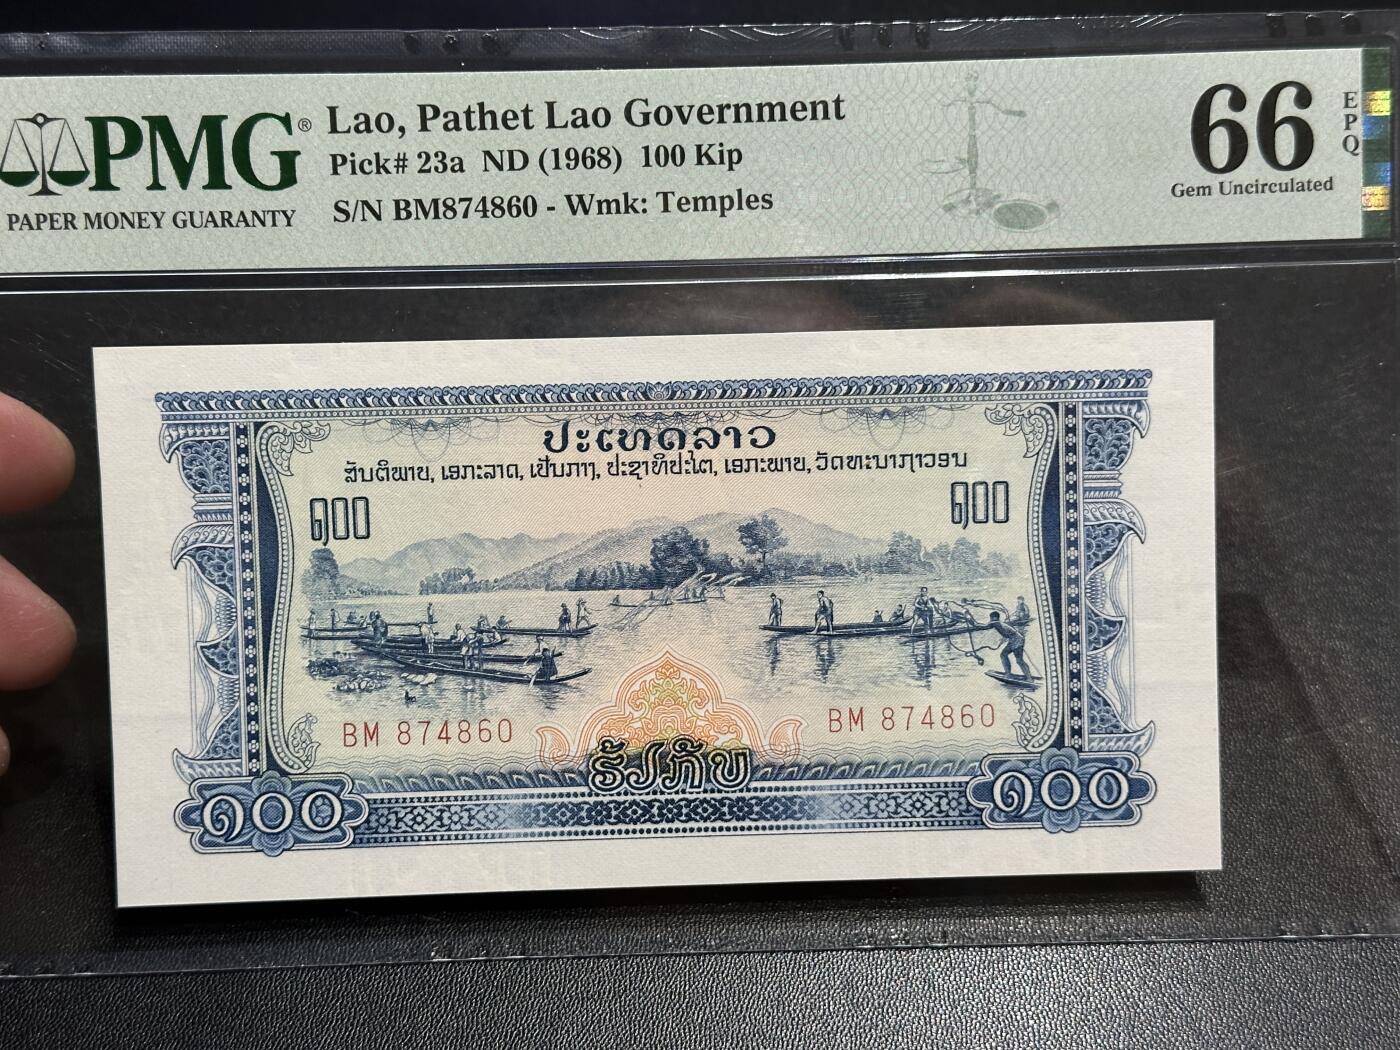 PMG®
PAPER MONEY GUARANTY
Lao, Pathet Lao Government
Pick# 23a ND (1968) 100 Kip
S/N BM874860 - Wmk: Temples
66
EPQ
Gem Uncirculated
ປະເທດລາວ
ສັນຕິພາຍ, ເອກະລາດ, ເປັນກາງ, ປະຊາທິປະໄຕ, ເອກະພາຍ, ວັດທະນາຖາວອນ
໑໐໐
໑໐໐
BM 874860
BM 874860
ຮ້ອຽກີບ
໑໐໐
໑໐໐